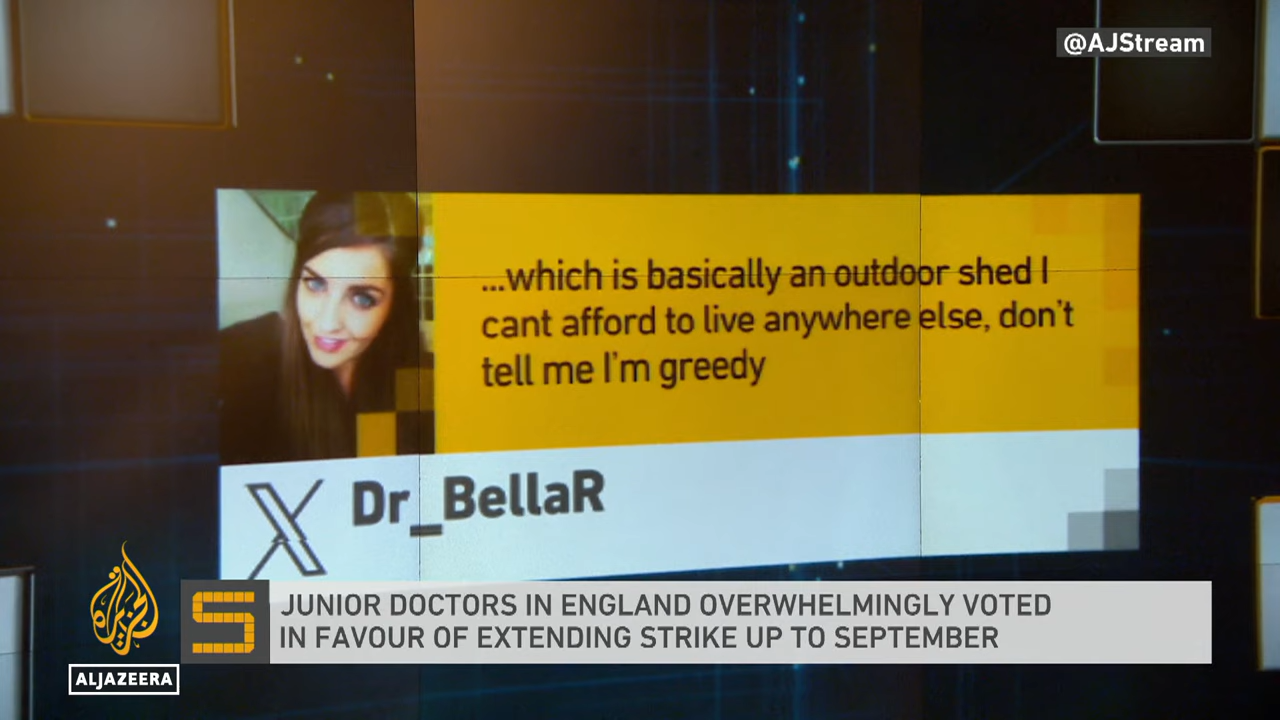 @AJStream
...which is basically an outdoor shed I
cant afford to live anywhere else, don't
tell me I'm greedy
Dr_BellaR
JUNIOR DOCTORS IN ENGLAND OVERWHELMINGLY VOTED
IN FAVOUR OF EXTENDING STRIKE UP TO SEPTEMBER
ALJAZEERA